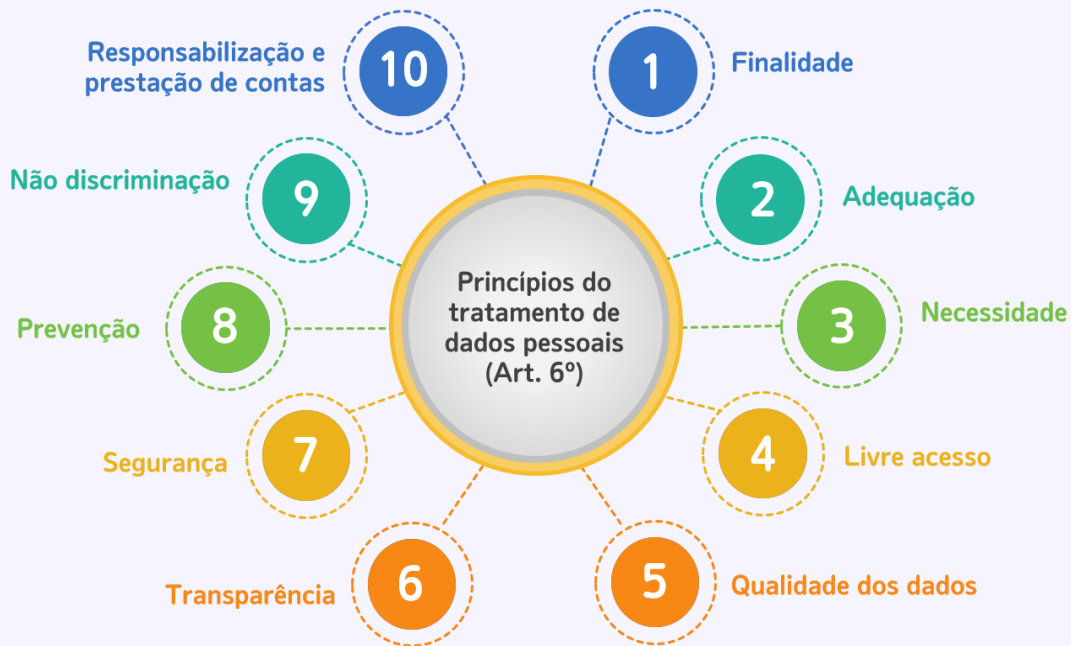 Princípios do
tratamento de
dados pessoais
(Art. 6º)
1
Finalidade
2
Adequação
3
Necessidade
4
Livre acesso
5
Qualidade dos dados
6
Transparência
7
Segurança
8
Prevenção
9
Não discriminação
10
Responsabilização e
prestação de contas